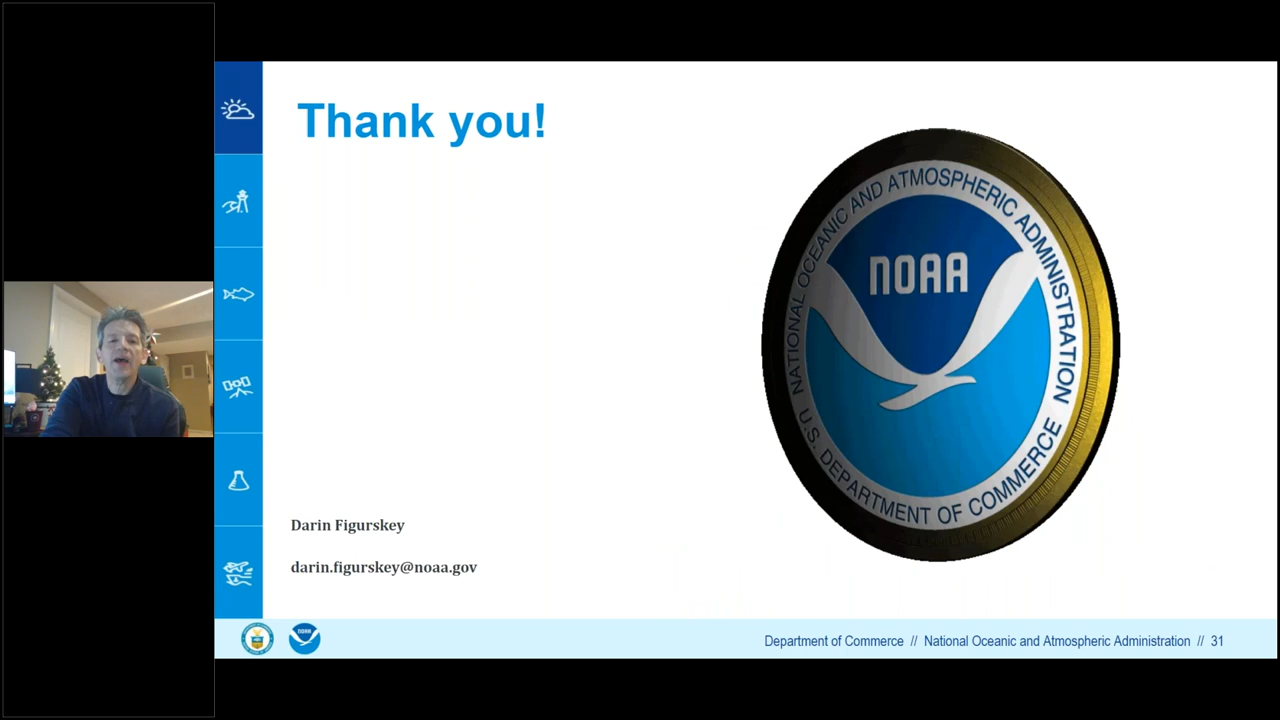 Thank you!
NATIONAL OCEANIC AND ATMOSPHERIC ADMINISTRATION
NOAA
U.S. DEPARTMENT OF COMMERCE
Darin Figurskey
darin.figurskey@noaa.gov
NOAA
Department of Commerce // National Oceanic and Atmospheric Administration // 31